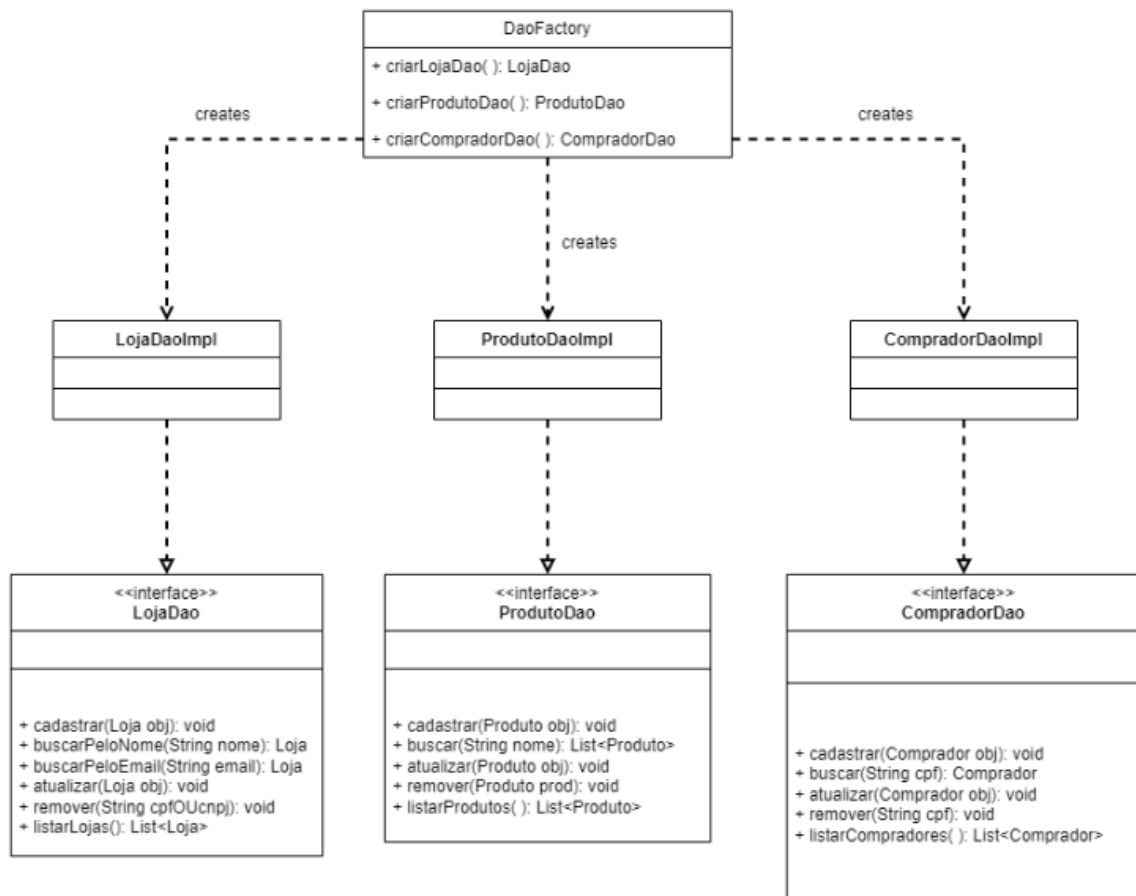 DaoFactory
+ criarLojaDao( ): LojaDao
+ criarProdutoDao( ): ProdutoDao
+ criarCompradorDao( ): CompradorDao
creates
creates
creates
LojaDaoImpl
ProdutoDaoImpl
CompradorDaoImpl
<<interface>>
LojaDao
+ cadastrar(Loja obj): void
+ buscarPeloNome(String nome): Loja
+ buscarPeloEmail(String email): Loja
+ atualizar(Loja obj): void
+ remover(String cpfOUcnpj): void
+ listarLojas(): List<Loja>
<<interface>>
ProdutoDao
+ cadastrar(Produto obj): void
+ buscar(String nome): List<Produto>
+ atualizar(Produto obj): void
+ remover(Produto prod): void
+ listarProdutos( ): List<Produto>
<<interface>>
CompradorDao
+ cadastrar(Comprador obj): void
+ buscar(String cpf): Comprador
+ atualizar(Comprador obj): void
+ remover(String cpf): void
+ listarCompradores( ): List<Comprador>